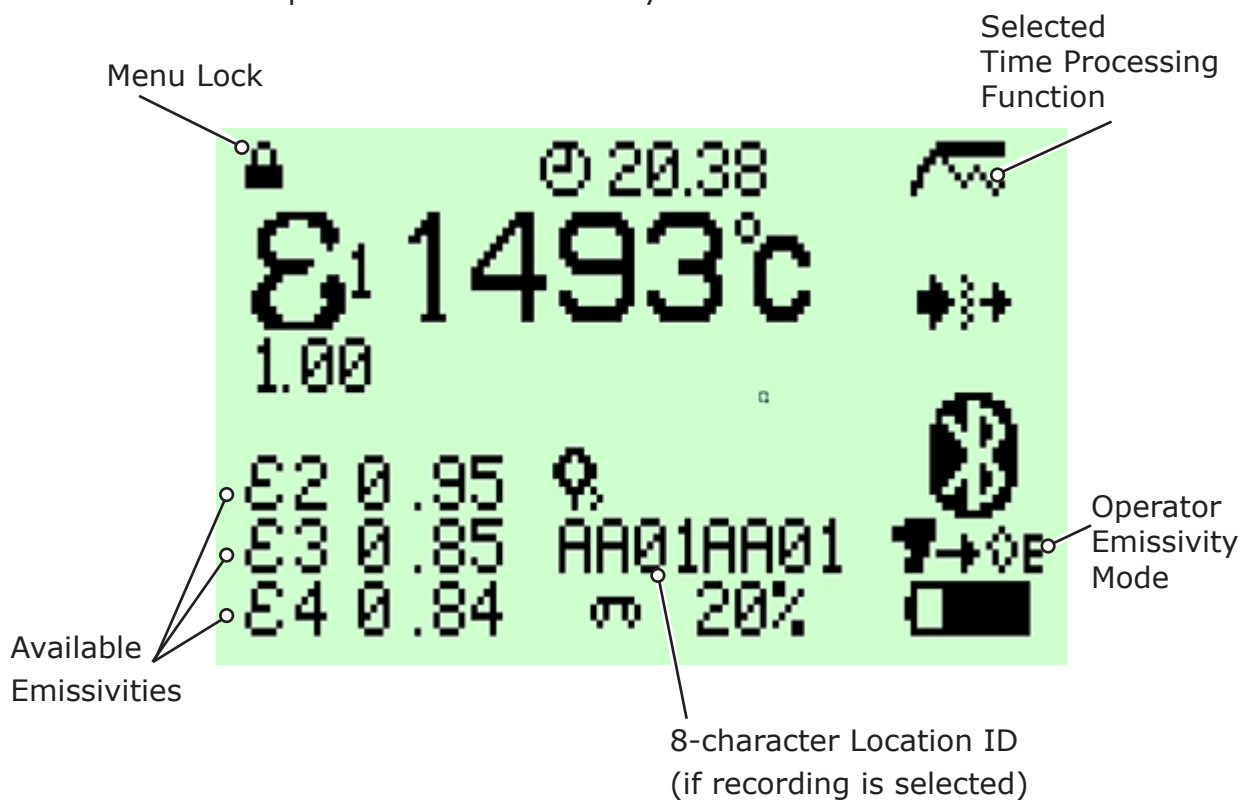 Selected
Time Processing
Function
Menu Lock
20.38
ε1 1493°C
1.00
ε2 0.95
ε3 0.85 AA01AA01
ε4 0.84 20%
E
Operator
Emissivity
Mode
Available
Emissivities
8-character Location ID
(if recording is selected)